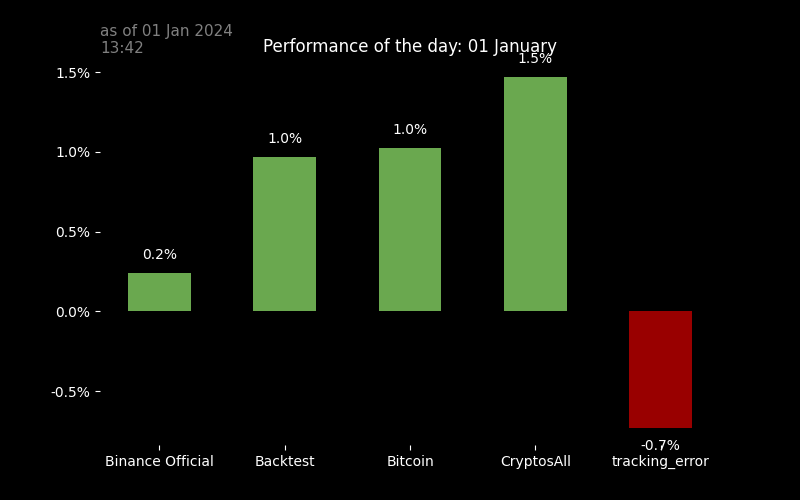 as of 01 Jan 2024
13:42
Performance of the day: 01 January
1.5%
1.0%
0.5%
0.0%
-0.5%
0.2%
1.0%
1.0%
1.5%
-0.7%
Binance Official
Backtest
Bitcoin
CryptosAll
tracking_error